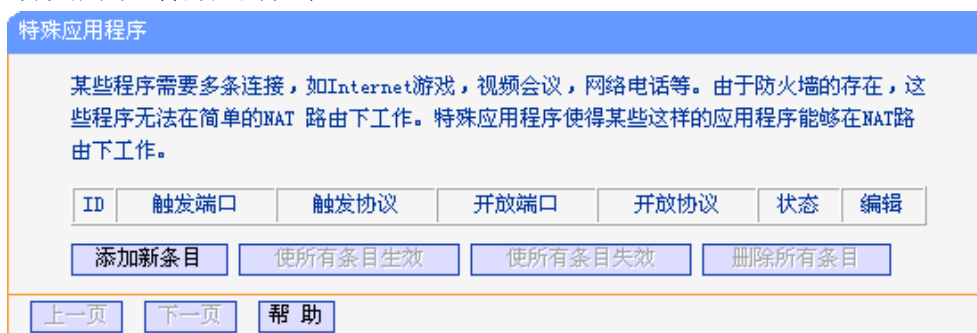 特殊应用程序
某些程序需要多条连接，如Internet游戏，视频会议，网络电话等。由于防火墙的存在，这
些程序无法在简单的NAT 路由下工作。特殊应用程序使得某些这样的应用程序能够在NAT路
由下工作。
ID 触发端口 触发协议 开放端口 开放协议 状态 编辑
添加新条目 使所有条目生效 使所有条目失效 删除所有条目
上一页 下一页 帮 助